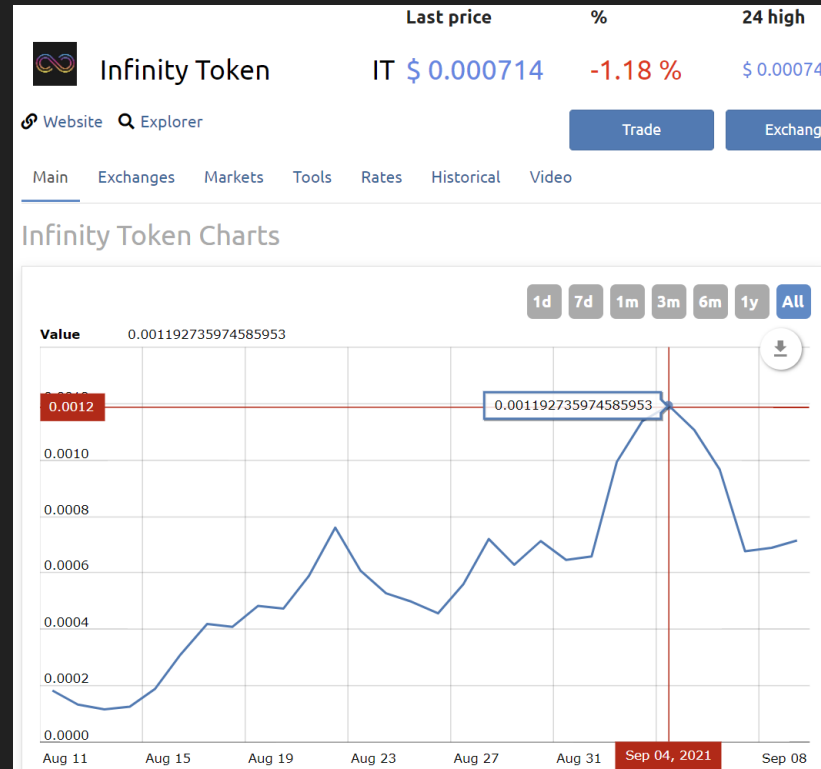 Last price % 24 high
Infinity Token IT $ 0.000714 -1.18 % $ 0.00074
Website Explorer
Trade Exchang
Main Exchanges Markets Tools Rates Historical Video
Infinity Token Charts
1d 7d 1m 3m 6m 1y All
Value 0.001192735974585953
0.0012
0.001192735974585953
0.0010
0.0008
0.0006
0.0004
0.0002
0.0000
Aug 11 Aug 15 Aug 19 Aug 23 Aug 27 Aug 31 Sep 04, 2021 Sep 08